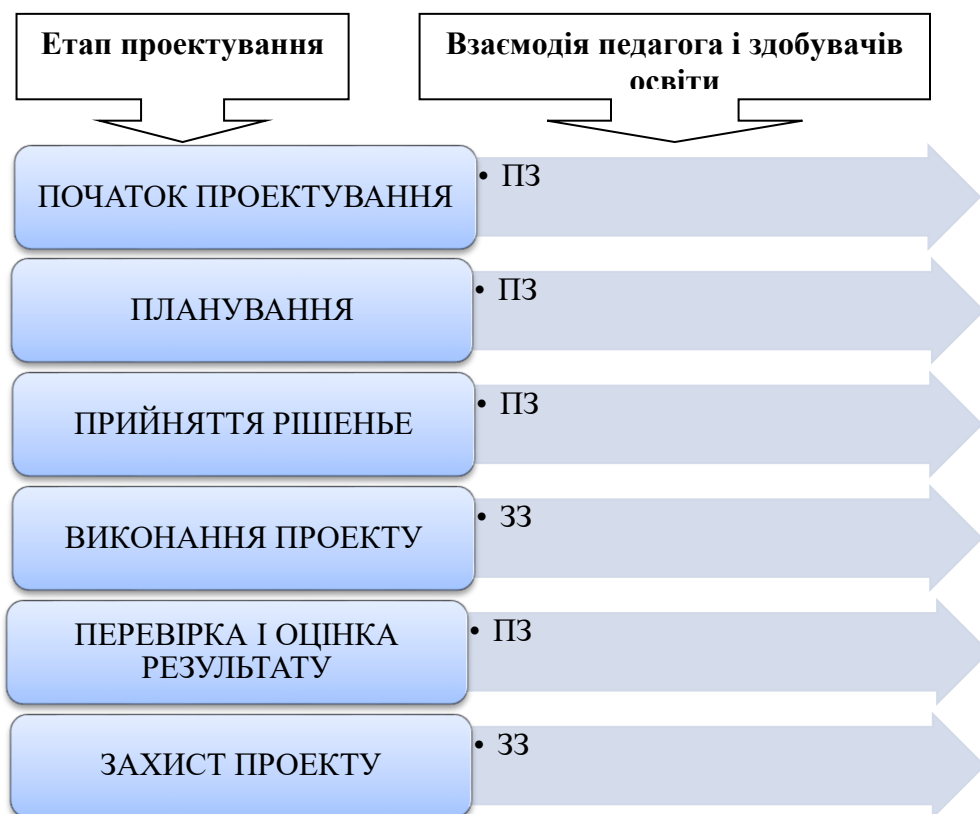 Етап проектування
Взаємодія педагога і здобувачів
освіти
ПОЧАТОК ПРОЕКТУВАННЯ
• ПЗ
ПЛАНУВАННЯ
• ПЗ
ПРИЙНЯТТЯ РІШЕНЬЕ
• ПЗ
ВИКОНАННЯ ПРОЕКТУ
• ЗЗ
ПЕРЕВІРКА І ОЦІНКА
РЕЗУЛЬТАТУ
• ПЗ
ЗАХИСТ ПРОЕКТУ
• ЗЗ